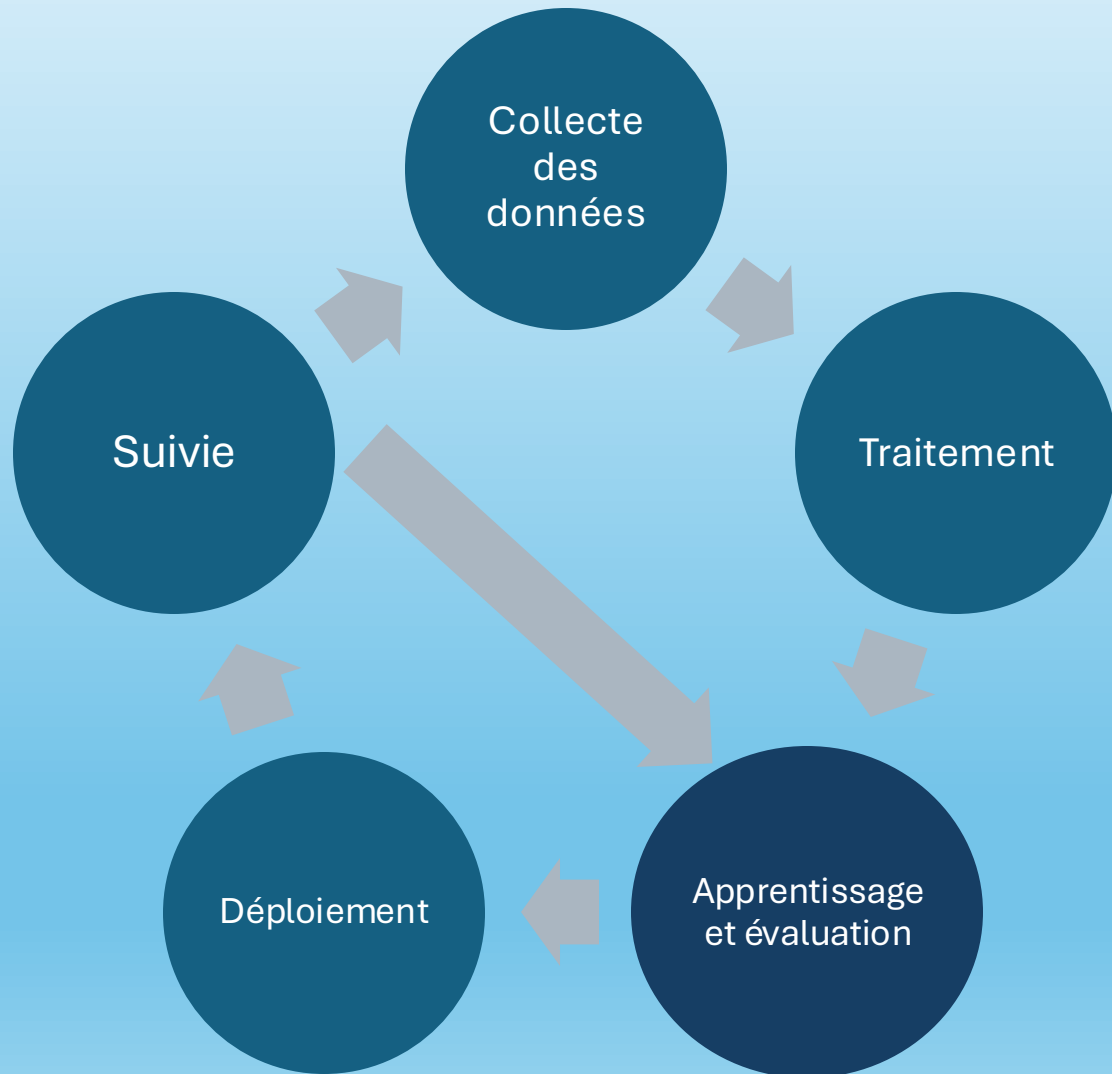 Collecte
des
données
Suivie
Traitement
Déploiement
Apprentissage
et évaluation